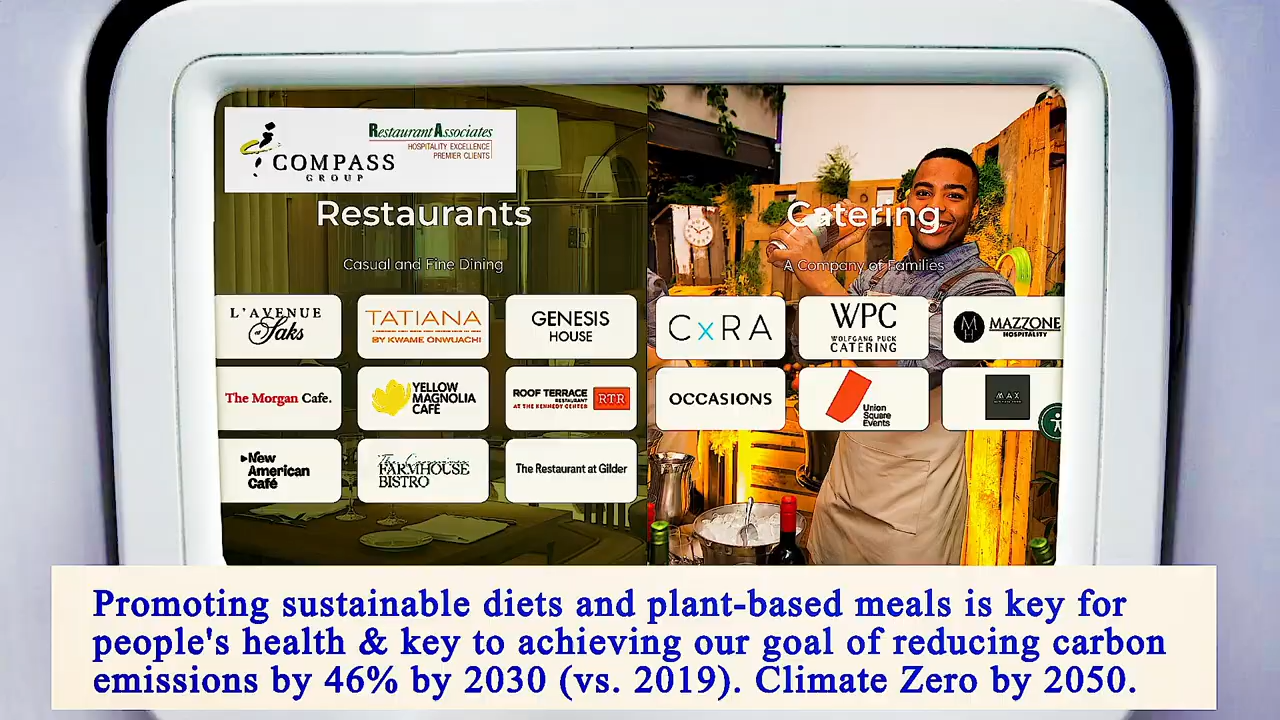 COMPASS
GROUP
Restaurant Associates
HOSPITALITY EXCELLENCE
PREMIER CLIENTS
Restaurants
Casual and Fine Dining
L'AVENUE
at Saks
TATIANA
BY KWAME ONWUACHI
GENESIS
HOUSE
The Morgan Cafe.
YELLOW
MAGNOLIA
CAFÉ
ROOF TERRACE
RESTAURANT
AT THE KENNEDY CENTER
RTR
New
American
Café
FARMHOUSE
BISTRO
The Restaurant at Gilder
Catering
A Company of Families
CxRA
WPC
WOLFGANG PUCK
CATERING
MH
MAZZONE
HOSPITALITY
OCCASIONS
Union
Square
Events
MAX
Promoting sustainable diets and plant-based meals is key for
people's health & key to achieving our goal of reducing carbon
emissions by 46% by 2030 (vs. 2019). Climate Zero by 2050.